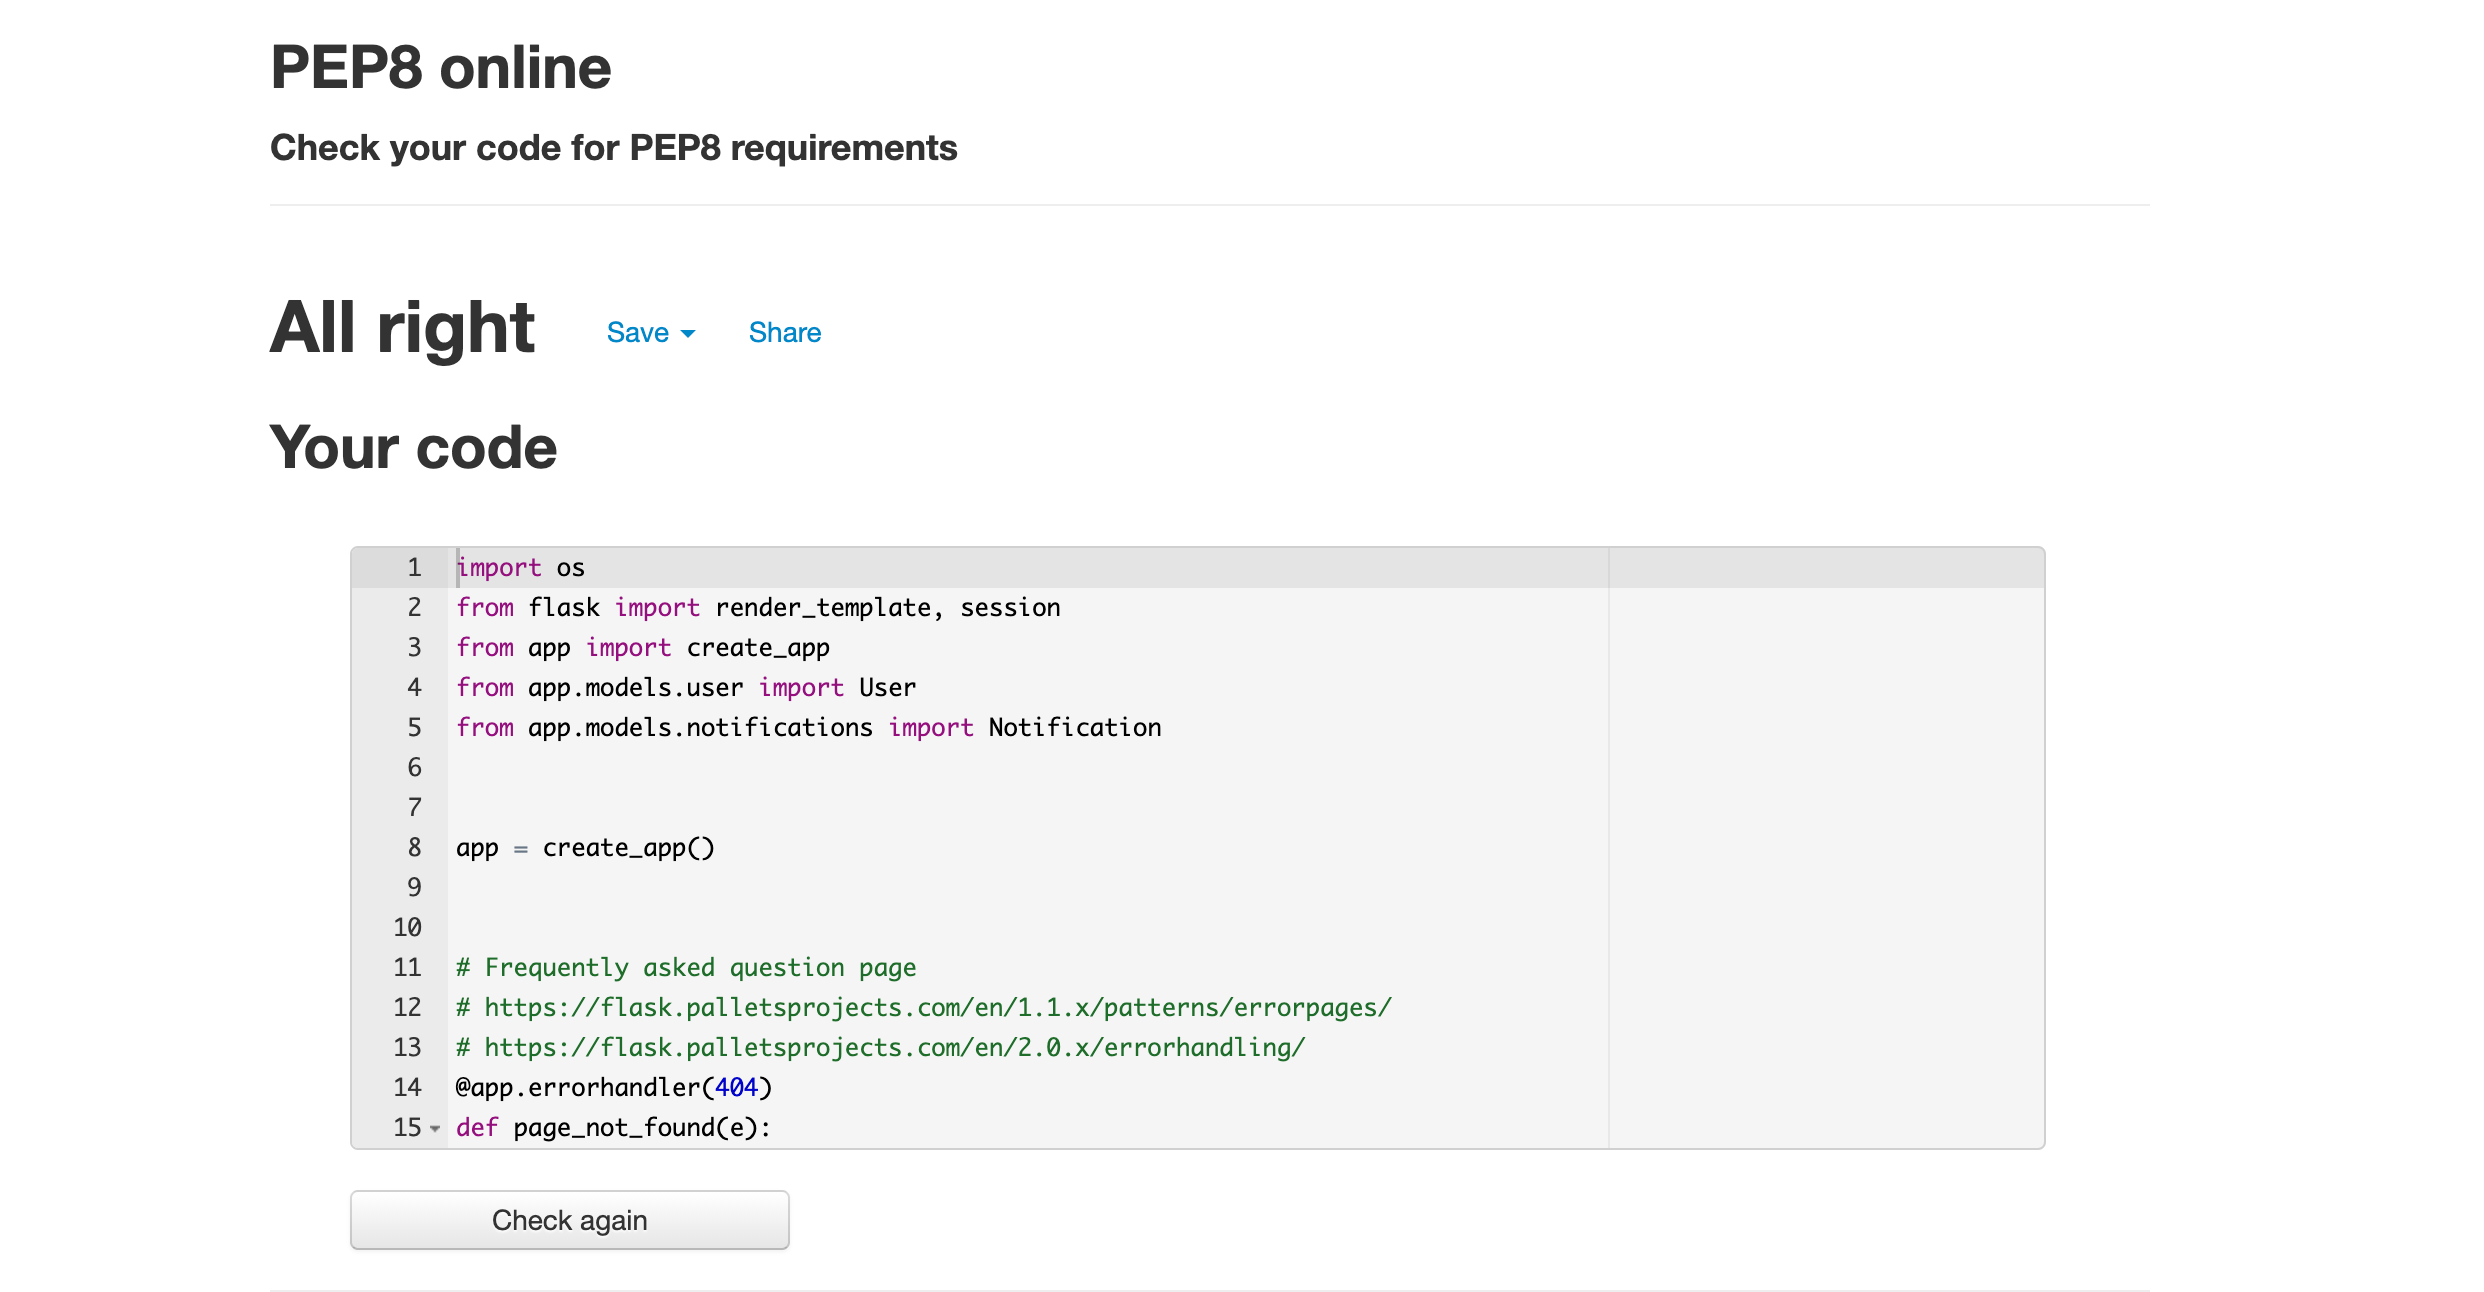 PEP8 online
Check your code for PEP8 requirements
All right Save Share
Your code
1 import os
2 from flask import render_template, session
3 from app import create_app
4 from app.models.user import User
5 from app.models.notifications import Notification
6
7
8 app = create_app()
9
10
11 # Frequently asked question page
12 # https://flask.palletsprojects.com/en/1.1.x/patterns/errorpages/
13 # https://flask.palletsprojects.com/en/2.0.x/errorhandling/
14 @app.errorhandler(404)
15 def page_not_found(e):
Check again